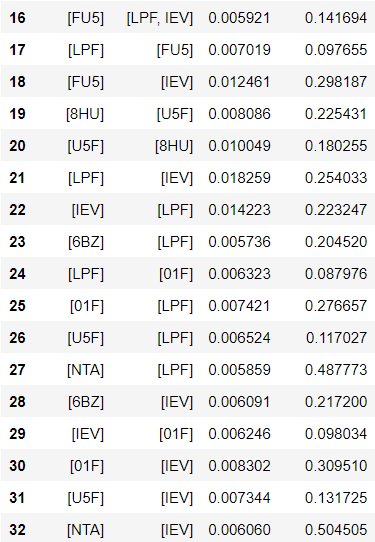 16 [FU5] [LPF, IEV] 0.005921 0.141694
17 [LPF] [FU5] 0.007019 0.097655
18 [FU5] [IEV] 0.012461 0.298187
19 [8HU] [U5F] 0.008086 0.225431
20 [U5F] [8HU] 0.010049 0.180255
21 [LPF] [IEV] 0.018259 0.254033
22 [IEV] [LPF] 0.014223 0.223247
23 [6BZ] [LPF] 0.005736 0.204520
24 [LPF] [01F] 0.006323 0.087976
25 [01F] [LPF] 0.007421 0.276657
26 [U5F] [LPF] 0.006524 0.117027
27 [NTA] [LPF] 0.005859 0.487773
28 [6BZ] [IEV] 0.006091 0.217200
29 [IEV] [01F] 0.006246 0.098034
30 [01F] [IEV] 0.008302 0.309510
31 [U5F] [IEV] 0.007344 0.131725
32 [NTA] [IEV] 0.006060 0.504505